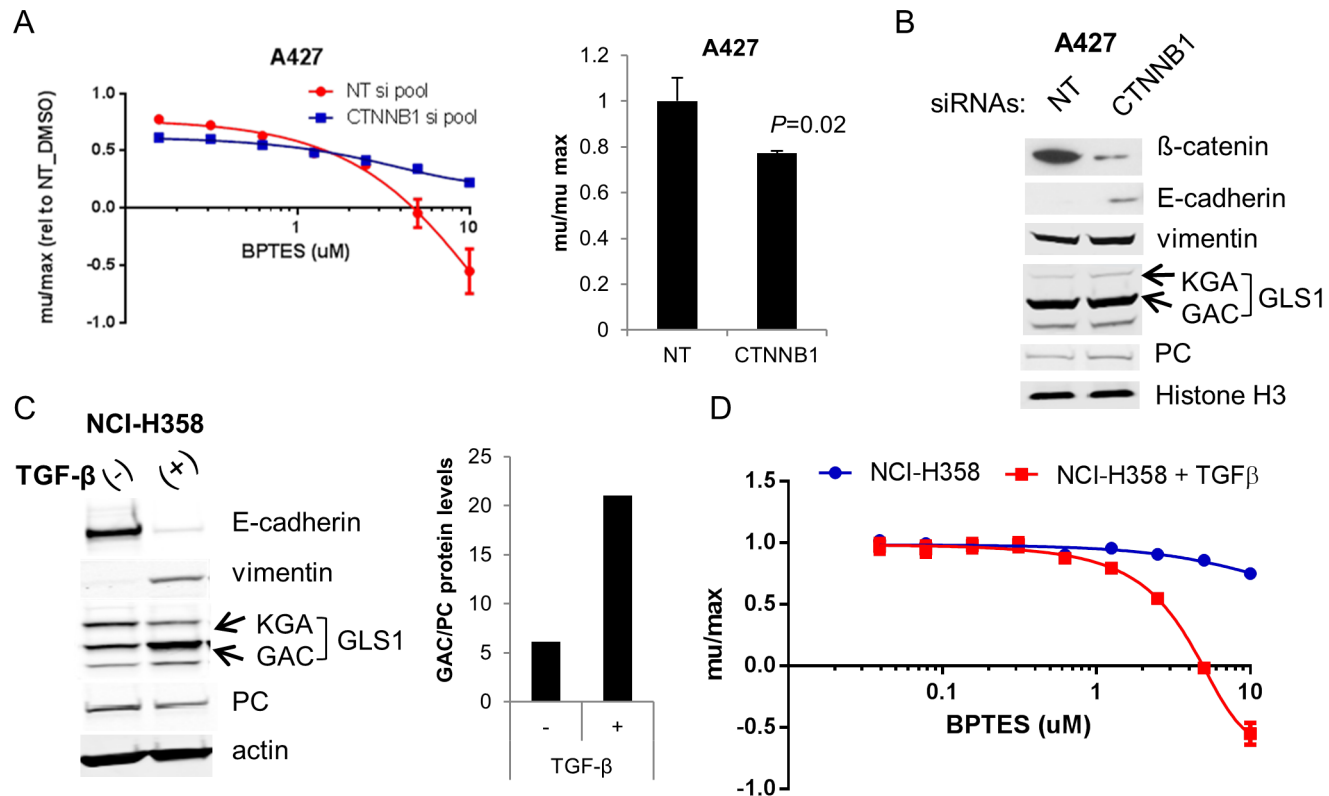 A
A427
NT si pool
CTNNB1 si pool
mu/max (rel to NT_DMSO)
1.0
0.5
0.0
-0.5
-1.0
1
10
BPTES (uM)
A427
mu/mu max
1.2
1
0.8
0.6
0.4
0.2
0
P=0.02
NT
CTNNB1
B
A427
siRNAs:
NT
CTNNB1
ß-catenin
E-cadherin
vimentin
KGA
GAC
GLS1
PC
Histone H3
C
NCI-H358
TGF-β (-) (+)
E-cadherin
vimentin
KGA
GAC
GLS1
PC
actin
GAC/PC protein levels
25
20
15
10
5
0
-
+
TGF-β
D
NCI-H358
NCI-H358 + TGFβ
mu/max
1.5
1.0
0.5
0.0
-0.5
-1.0
0.1
1
10
BPTES (uM)